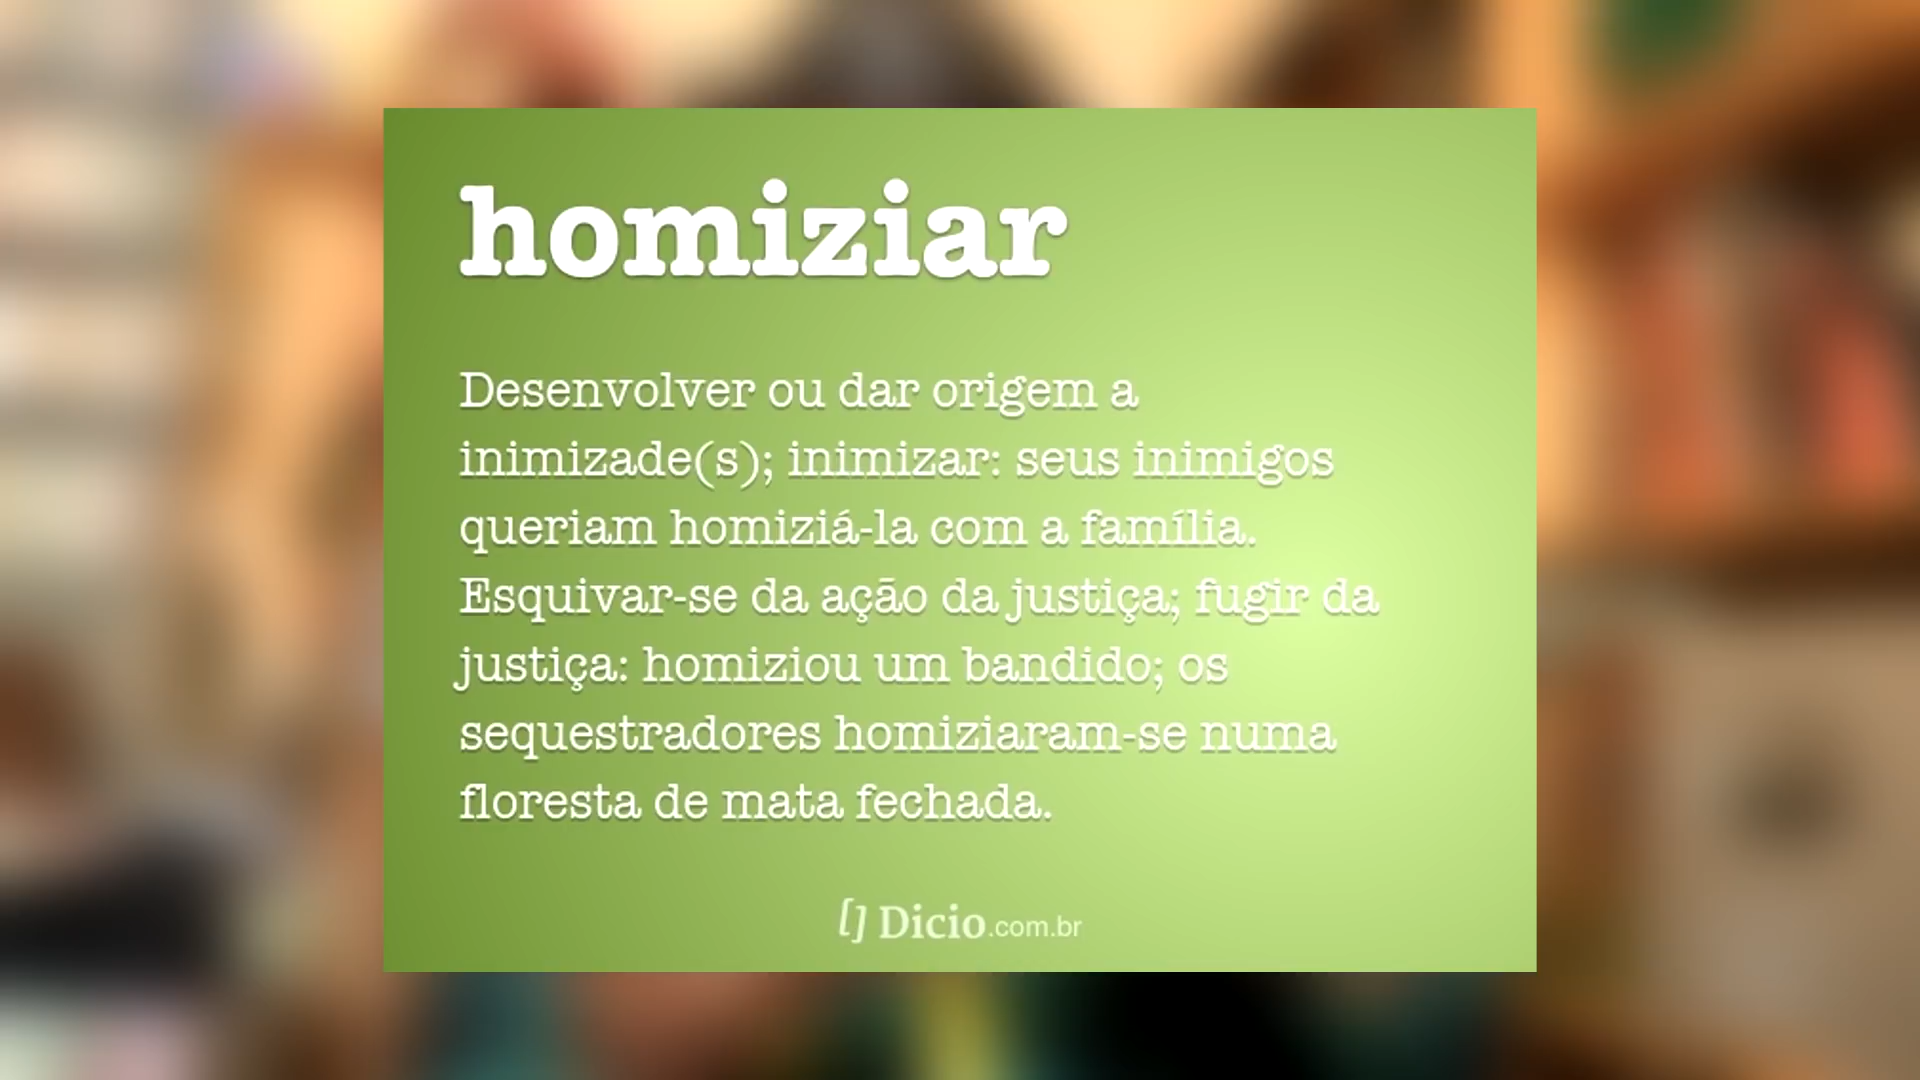 homiziar
Desenvolver ou dar origem a
inimizade(s); inimizar: seus inimigos
queriam homiziá-la com a família.
Esquivar-se da ação da justiça; fugir da
justiça: homiziou um bandido; os
sequestradores homiziaram-se numa
floresta de mata fechada.
[] Dicio.com.br